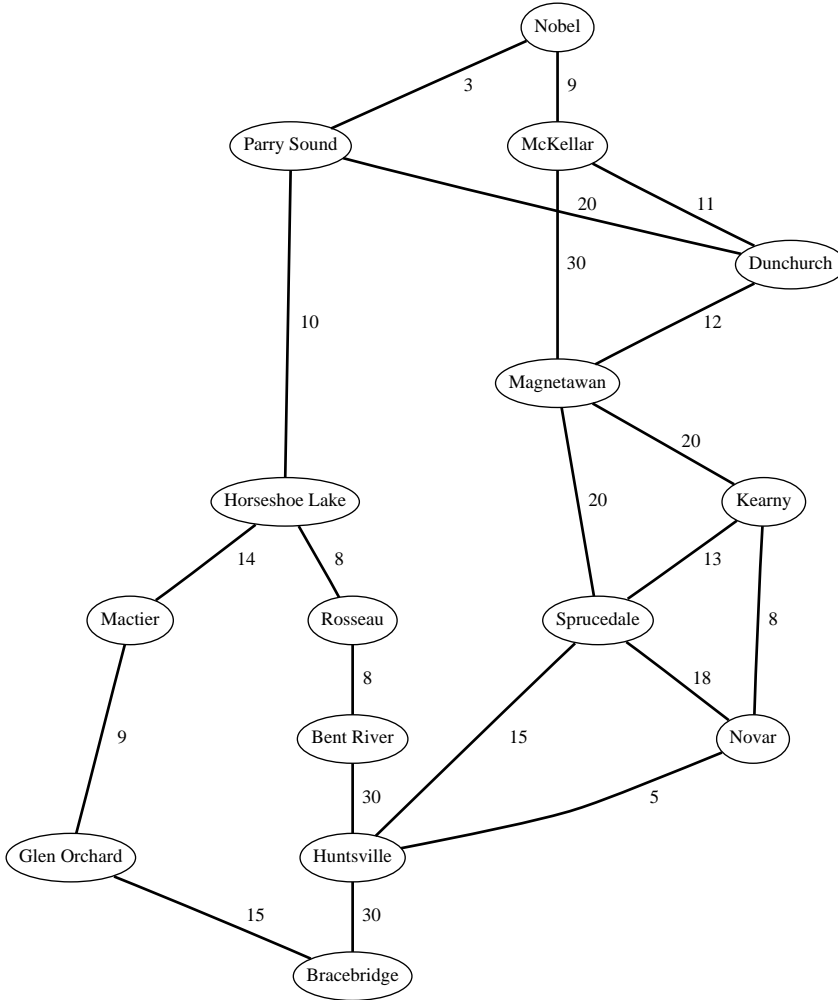 Nobel
3
9
Parry Sound
McKellar
20
11
Dunchurch
30
10
12
Magnetawan
20
20
Horseshoe Lake
Kearny
14
8
13
Mactier
Rosseau
Sprucedale
8
8
18
9
Bent River
15
Novar
30
5
Glen Orchard
Huntsville
15
30
Bracebridge